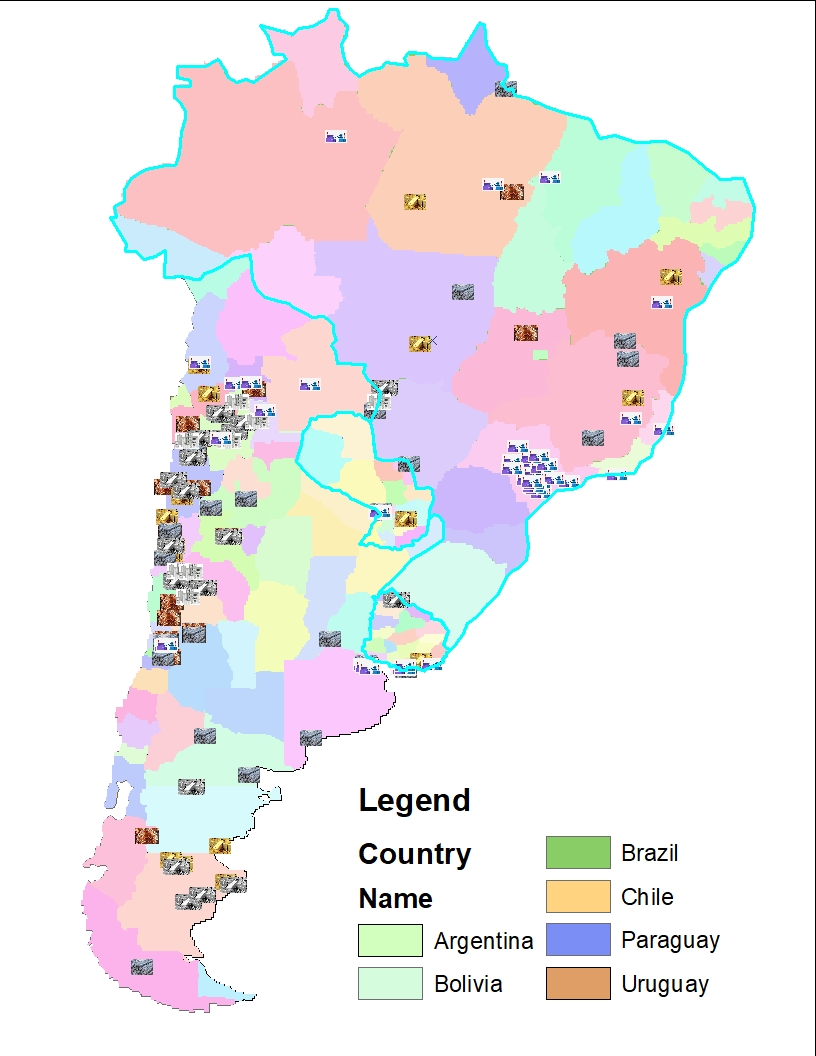 Legend
Country
Name
Argentina
Bolivia
Brazil
Chile
Paraguay
Uruguay